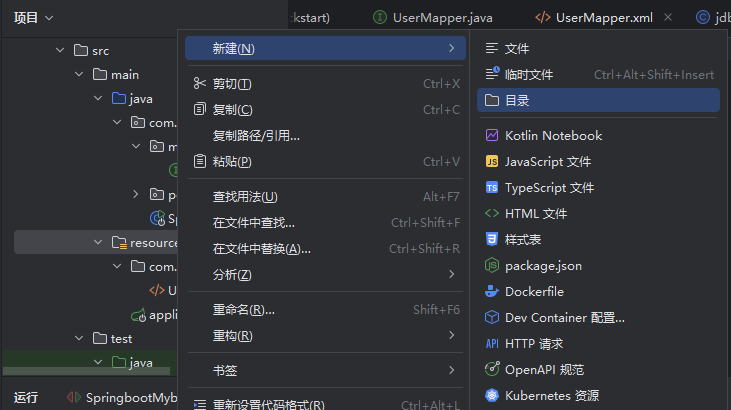 项目
ckstart)
UserMapper.java
UserMapper.xml
src
main
java
com.
resource
com.
test
java
运行
新建(N)
剪切(T) Ctrl+X
复制(C) Ctrl+C
复制路径/引用...
粘贴(P) Ctrl+V
查找用法(U) Alt+F7
在文件中查找... Ctrl+Shift+F
在文件中替换(A)... Ctrl+Shift+R
分析(Z)
重命名(R)... Shift+F6
重构(R)
书签
重新设置代码格式(R) Ctrl+Alt+L
文件
临时文件 Ctrl+Alt+Shift+Insert
目录
Kotlin Notebook
JavaScript 文件
TypeScript 文件
HTML 文件
样式表
package.json
Dockerfile
Dev Container 配置...
HTTP 请求
API
OpenAPI 规范
Kubernetes 资源